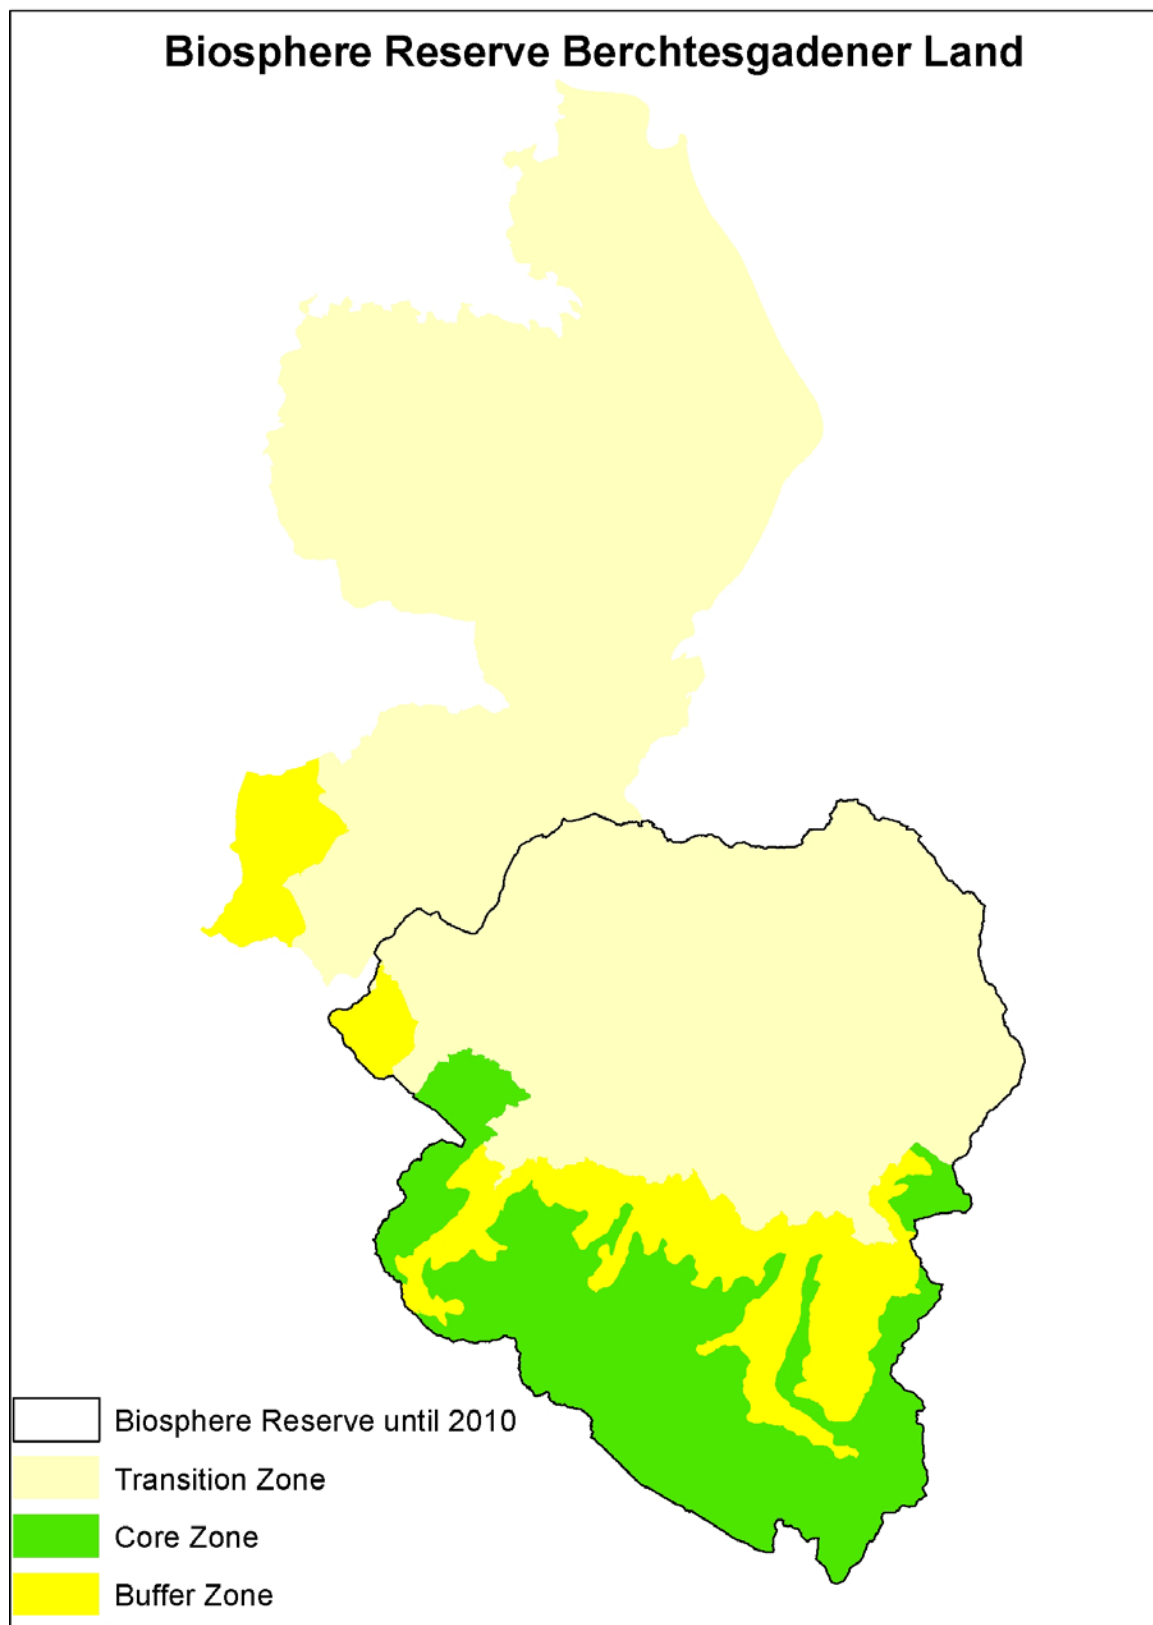 Biosphere Reserve Berchtesgadener Land
Biosphere Reserve until 2010
Transition Zone
Core Zone
Buffer Zone